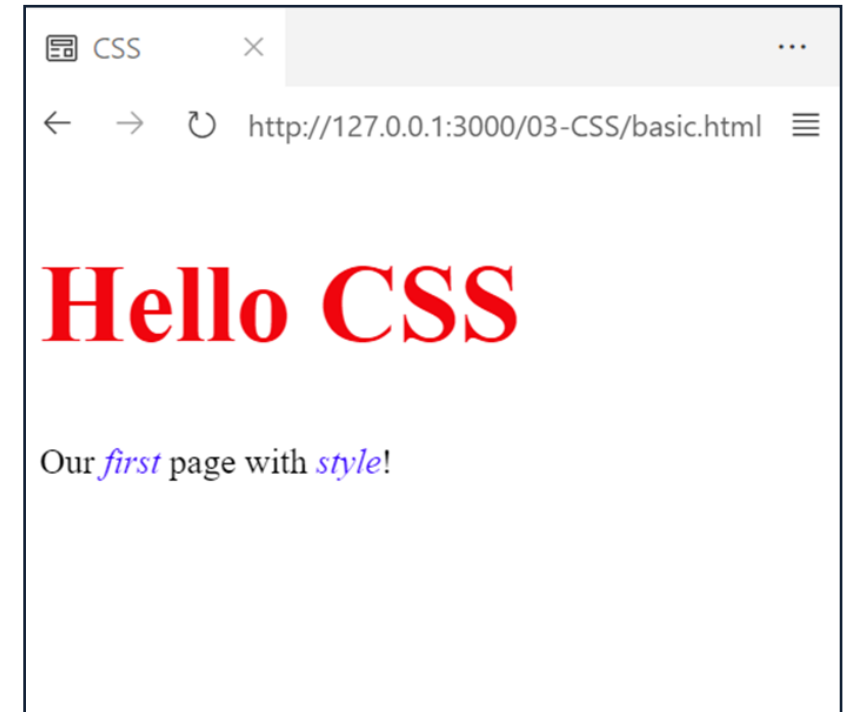 CSS
http://127.0.0.1:3000/03-CSS/basic.html
Hello CSS
Our first page with style!